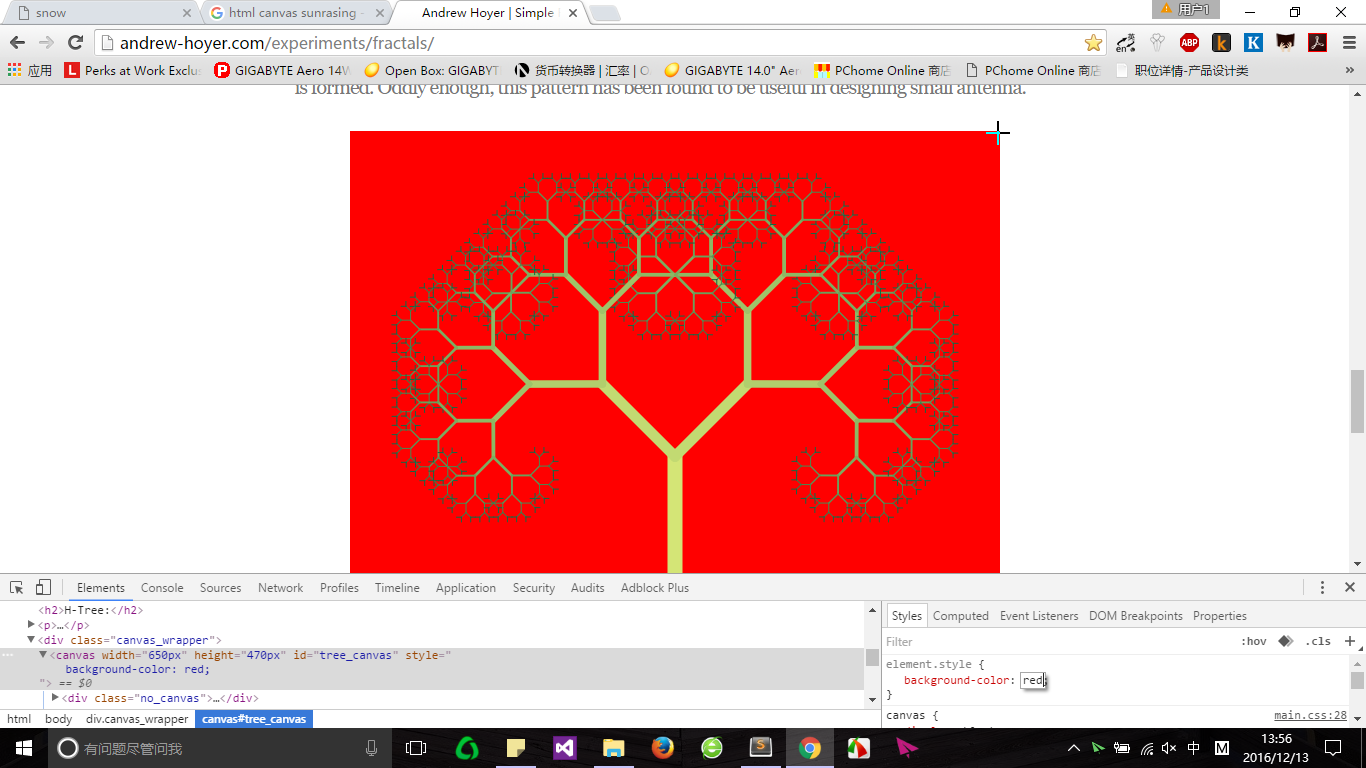 snow
html canvas sunrasing -
Andrew Hoyer | Simple
用户1
andrew-hoyer.com/experiments/fractals/
en 英
ABP
k
K
应用
Perks at Work Exclu
GIGABYTE Aero 14W
Open Box: GIGABYT
货币转换器 | 汇率 | O
GIGABYTE 14.0" Aer
PChome Online 商店
PChome Online 商店
职位详情-产品设计类
»
is formed. Oddly enough, this pattern has been found to be useful in designing small antenna.
Elements Console Sources Network Profiles Timeline Application Security Audits Adblock Plus
<h2>H-Tree:</h2>
<p>…</p>
<div class="canvas_wrapper">
<canvas width="650px" height="470px" id="tree_canvas" style="
background-color: red;
"> == $0
<div class="no_canvas">…</div>
html body div.canvas_wrapper canvas#tree_canvas
Styles Computed Event Listeners DOM Breakpoints Properties
Filter :hov .cls +
element.style {
background-color: red;
}
canvas { main.css:28
有问题尽管问我
中 M
13:56
2016/12/13